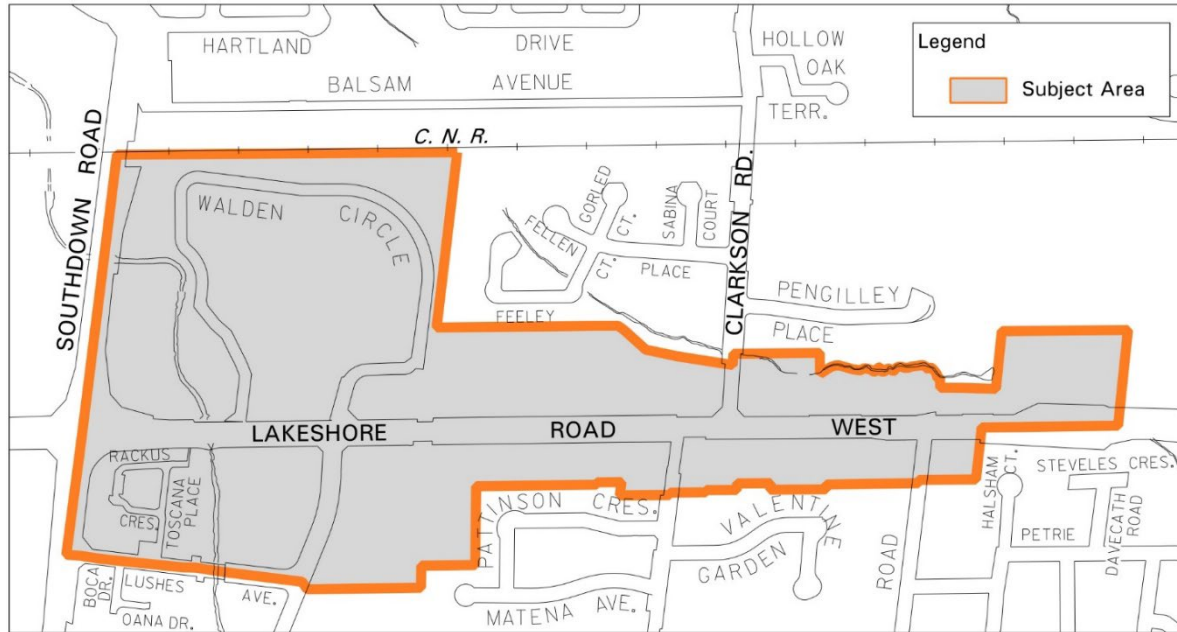 HARTLAND DRIVE
BALSAM AVENUE
HOLLOW
OAK
TERR.
Legend
Subject Area
SOUTHDOWN ROAD
C. N. R.
WALDEN CIRCLE
GORLED
CT.
SABINA
COURT
FELLEN
CT.
PLACE
FEELEY
CLARKSON RD.
PENGILLEY
PLACE
LAKESHORE ROAD WEST
RACKUS
CRES.
TOSCANA
PLACE
PATTINSON CRES.
VALENTINE
GARDEN
ROAD
HALSHAM
CT.
STEVELES CRES.
PETRIE
DAVECATH
ROAD
BOCA
DR.
LUSHES AVE.
OANA DR.
MATENA AVE.